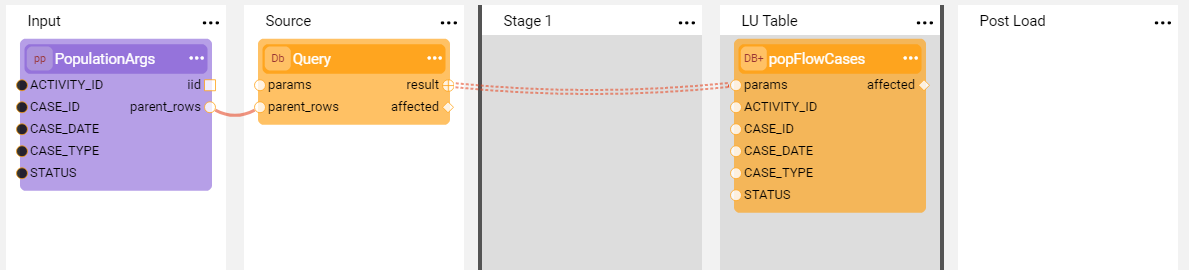 Input ...
Source ...
Stage 1 ...
LU Table ...
Post Load ...
pp PopulationArgs ...
ACTIVITY_ID iid
CASE_ID parent_rows
CASE_DATE
CASE_TYPE
STATUS
Db Query ...
params result
parent_rows affected
DB+ popFlowCases ...
params affected
ACTIVITY_ID
CASE_ID
CASE_DATE
CASE_TYPE
STATUS